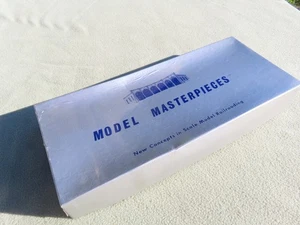 MODEL MASTERPIECES
New Concepts in Scale Model Railroading